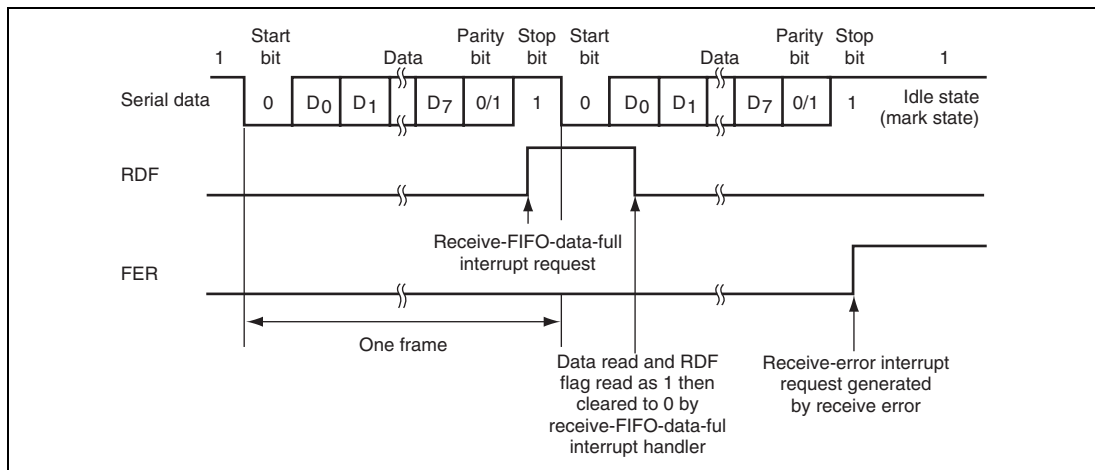 Start bit
Data
Parity bit
Stop bit
Start bit
Data
Parity bit
Stop bit
1
1
Serial data
0
D0
D1
D7
0/1
1
0
D0
D1
D7
0/1
1
Idle state
(mark state)
RDF
Receive-FIFO-data-full
interrupt request
FER
One frame
Data read and RDF
flag read as 1 then
cleared to 0 by
receive-FIFO-data-ful
interrupt handler
Receive-error interrupt
request generated
by receive error